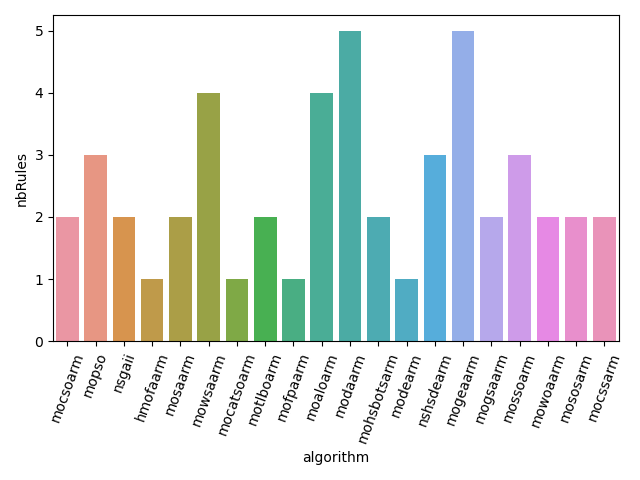 5
4
3
2
1
0
nbRules
mocsoarm
mopso
nsgaii
hmofaarm
mosaarm
mowsaarm
mocatsoarm
motlboarm
mofpaarm
moaloarm
modaarm
mohsbotsarm
modearm
nshsdearm
mogeaarm
mogsaarm
mossoarm
mowoaarm
mososarm
mocssarm
algorithm